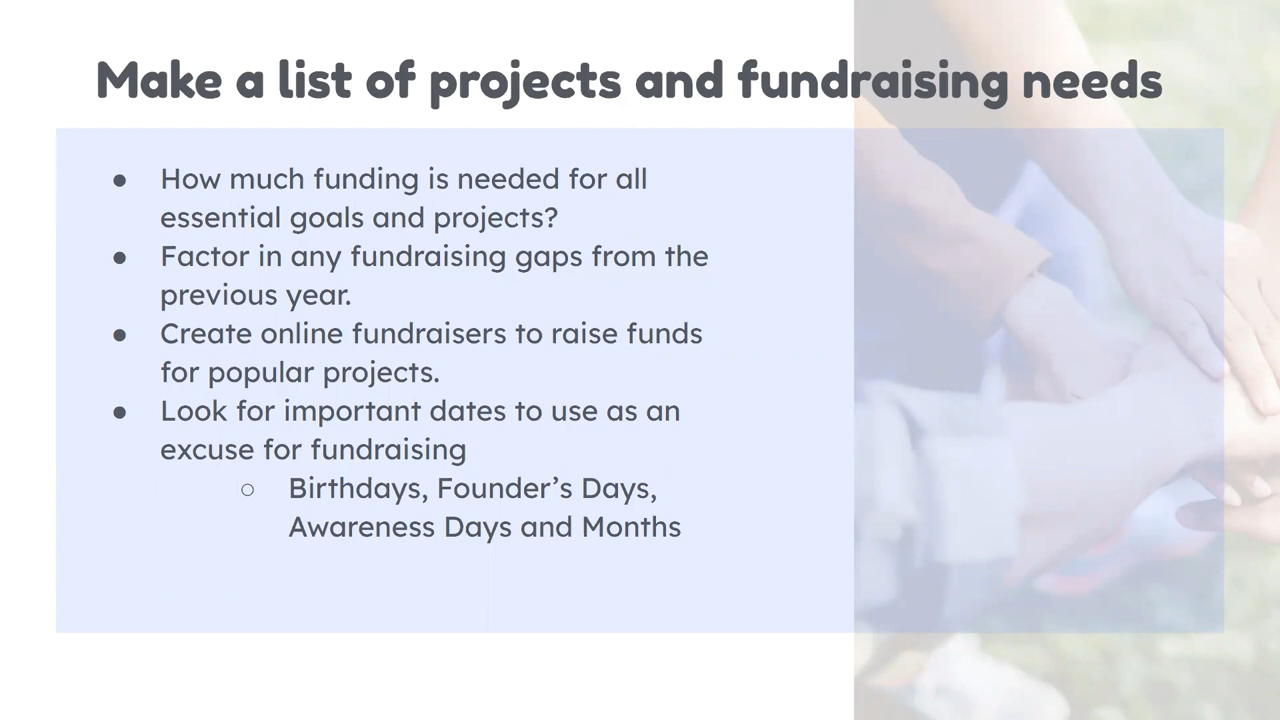 Make a list of projects and fundraising needs
● How much funding is needed for all
essential goals and projects?
● Factor in any fundraising gaps from the
previous year.
● Create online fundraisers to raise funds
for popular projects.
● Look for important dates to use as an
excuse for fundraising
○ Birthdays, Founder’s Days,
Awareness Days and Months